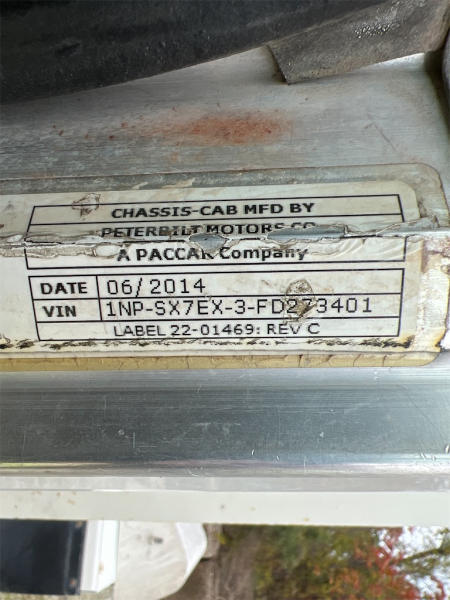 CHASSIS-CAB MFD BY
PETERBILT MOTORS CO
A PACCAR Company
DATE 06/2014
VIN 1NP-SX7EX-3-FD273401
LABEL 22-01469: REV C